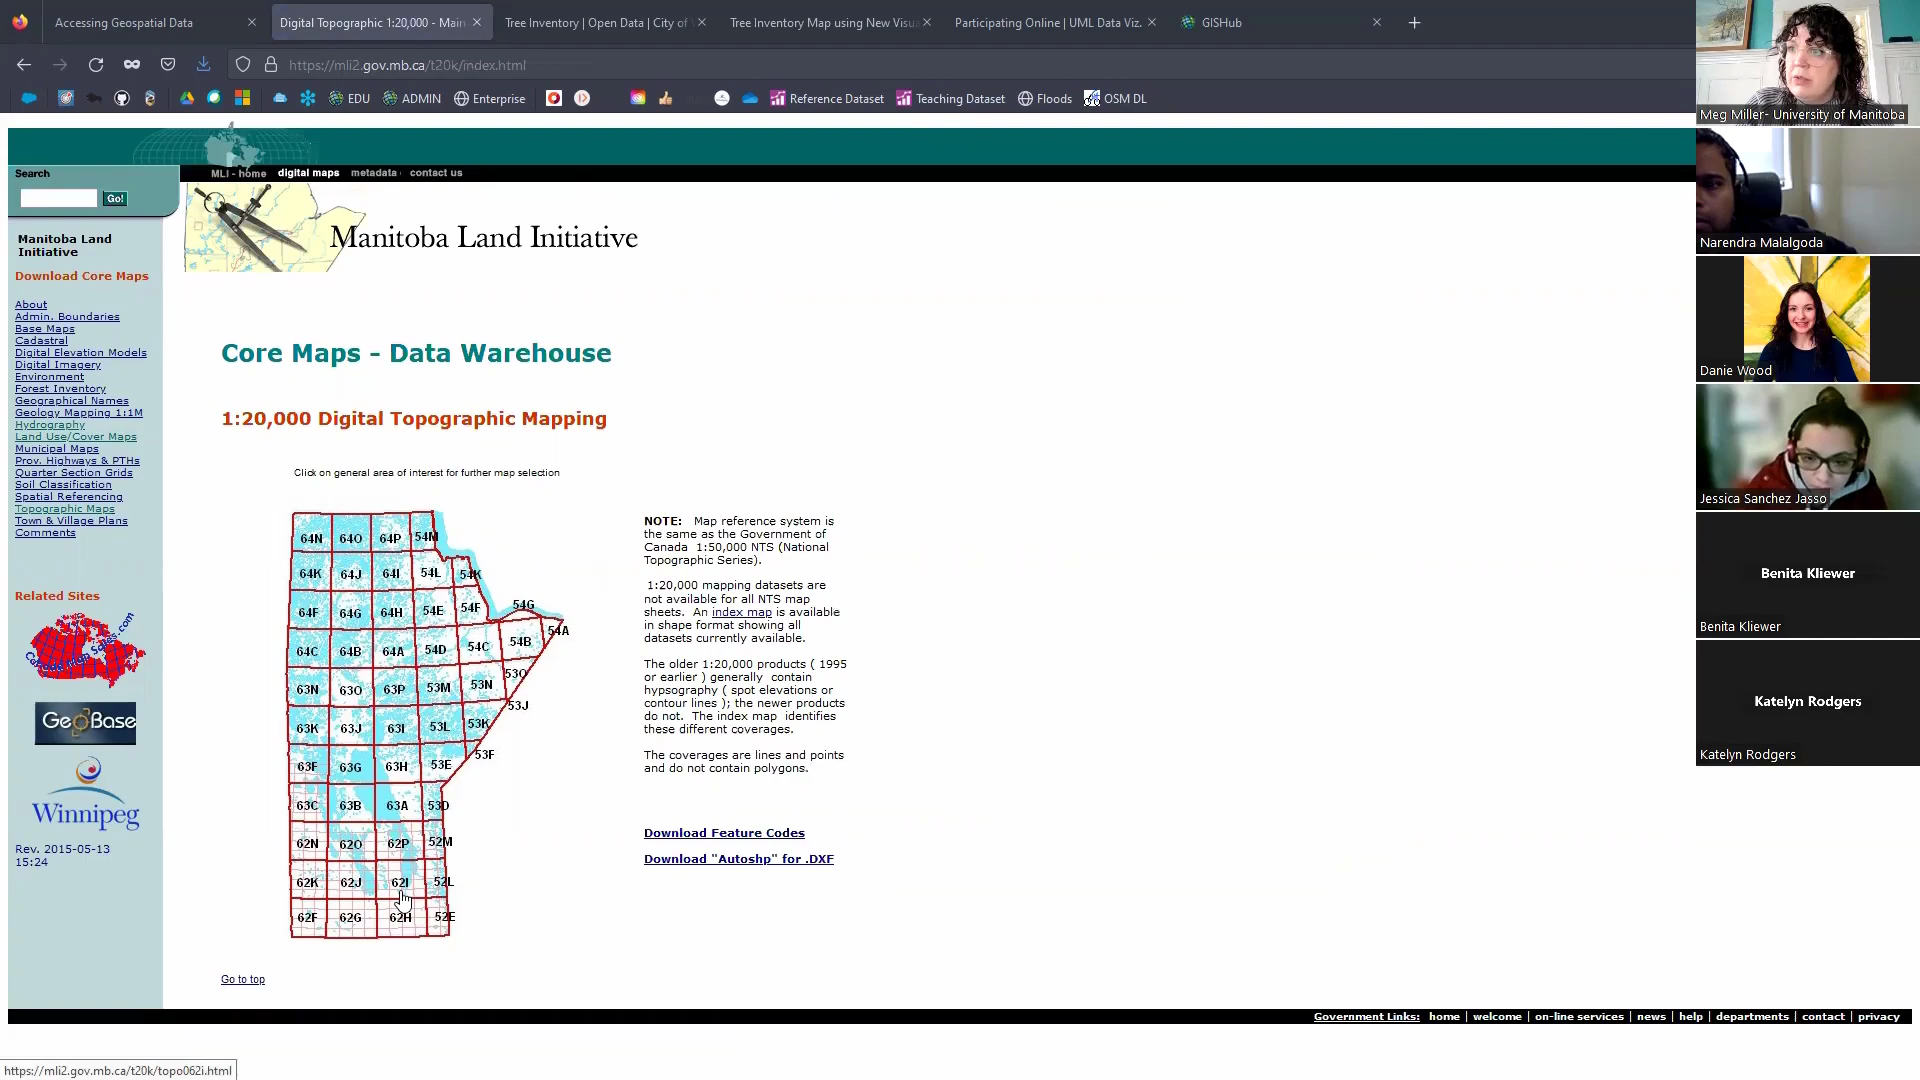 Accessing Geospatial Data
Digital Topographic 1:20,000 - Main
Tree Inventory | Open Data | City of
Tree Inventory Map using New Visua
Participating Online | UML Data Viz.
GISHub
https://mli2.gov.mb.ca/t20k/index.html
EDU
ADMIN
Enterprise
Reference Dataset
Teaching Dataset
Floods
OSM DL
Search
Go!
MLI - home
digital maps
metadata
contact us
Manitoba Land Initiative
Manitoba Land
Initiative
Download Core Maps
About
Admin. Boundaries
Base Maps
Cadastral
Digital Elevation Models
Digital Imagery
Environment
Forest Inventory
Geographical Names
Geology Mapping 1:1M
Hydrography
Land Use/Cover Maps
Municipal Maps
Prov. Highways & PTHs
Quarter Section Grids
Soil Classification
Spatial Referencing
Topographic Maps
Town & Village Plans
Comments
Related Sites
GeoBase
Winnipeg
Rev. 2015-05-13
15:24
Core Maps - Data Warehouse
1:20,000 Digital Topographic Mapping
Click on general area of interest for further map selection
64N 64O 64P 54M
64K 64J 64I 54L 54K
64F 64G 64H 54E 54F 54G
64C 64B 64A 54D 54C 54B 54A
63N 63O 63P 53M 53N 53O
63K 63J 63I 53L 53K 53J
63F 63G 63H 53E 53F
63C 63B 63A 53D
62N 62O 62P 52M
62K 62J 62I 52L
62F 62G 62H 52E
NOTE: Map reference system is
the same as the Government of
Canada 1:50,000 NTS (National
Topographic Series).
1:20,000 mapping datasets are
not available for all NTS map
sheets. An index map is available
in shape format showing all
datasets currently available.
The older 1:20,000 products ( 1995
or earlier ) generally contain
hypsography ( spot elevations or
contour lines ); the newer products
do not. The index map identifies
these different coverages.
The coverages are lines and points
and do not contain polygons.
Download Feature Codes
Download "Autoshp" for .DXF
Go to top
Government Links: home | welcome | on-line services | news | help | departments | contact | privacy
https://mli2.gov.mb.ca/t20k/topo062i.html
Meg Miller- University of Manitoba
Narendra Malalgoda
Danie Wood
Jessica Sanchez Jasso
Benita Kliewer
Benita Kliewer
Katelyn Rodgers
Katelyn Rodgers